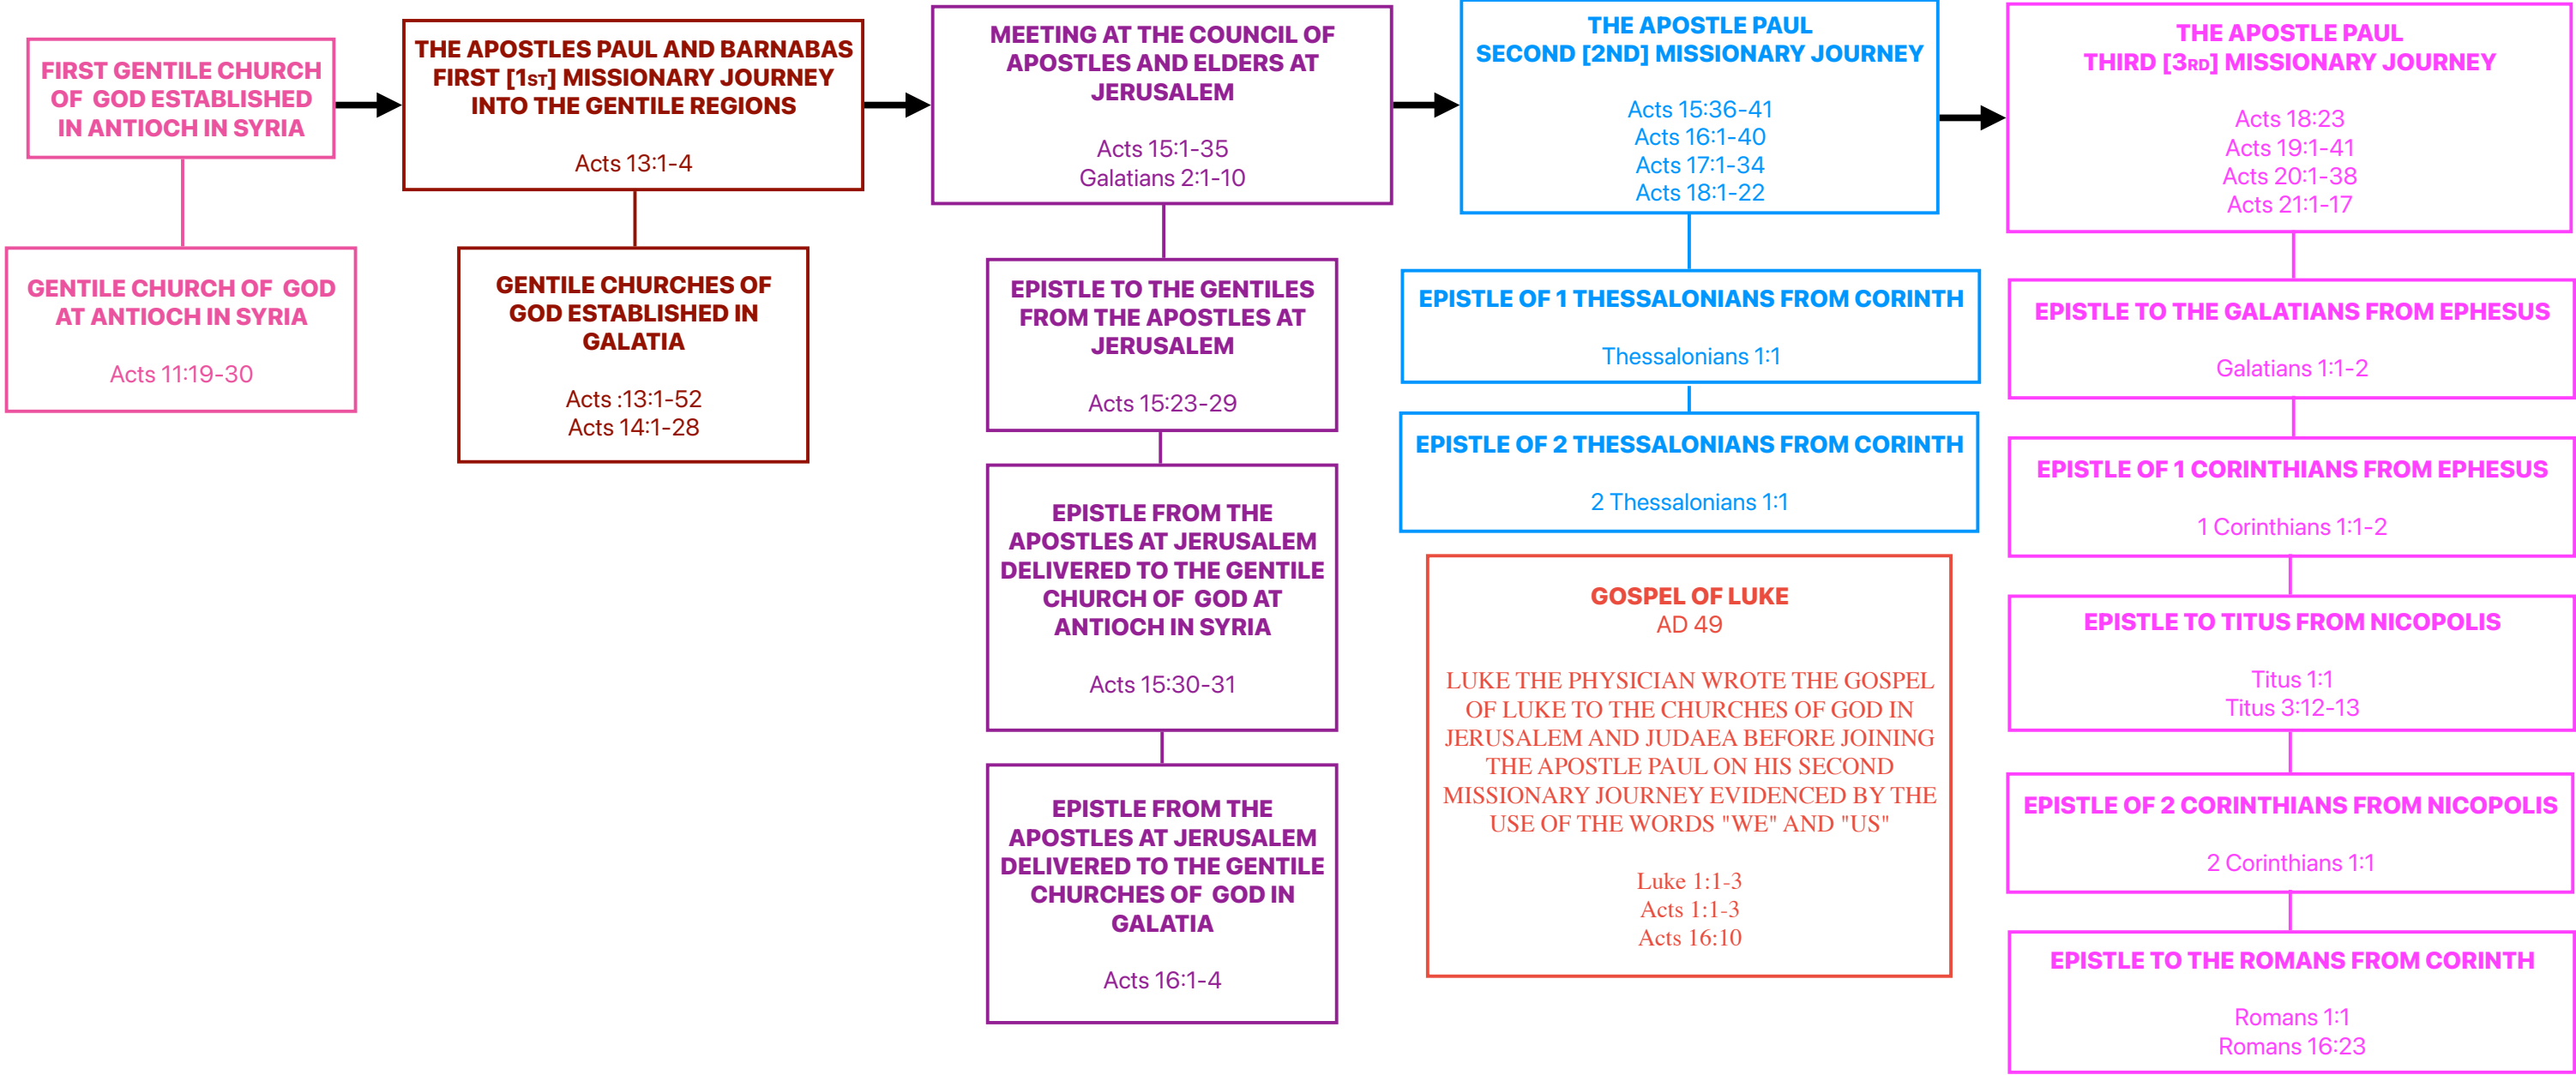 FIRST GENTILE CHURCH
OF GOD ESTABLISHED
IN ANTIOCH IN SYRIA
GENTILE CHURCH OF GOD
AT ANTIOCH IN SYRIA
Acts 11:19-30
THE APOSTLES PAUL AND BARNABAS
FIRST [1ST] MISSIONARY JOURNEY
INTO THE GENTILE REGIONS
Acts 13:1-4
GENTILE CHURCHES OF
GOD ESTABLISHED IN
GALATIA
Acts :13:1-52
Acts 14:1-28
MEETING AT THE COUNCIL OF
APOSTLES AND ELDERS AT
JERUSALEM
Acts 15:1-35
Galatians 2:1-10
EPISTLE TO THE GENTILES
FROM THE APOSTLES AT
JERUSALEM
Acts 15:23-29
EPISTLE FROM THE
APOSTLES AT JERUSALEM
DELIVERED TO THE GENTILE
CHURCH OF GOD AT
ANTIOCH IN SYRIA
Acts 15:30-31
EPISTLE FROM THE
APOSTLES AT JERUSALEM
DELIVERED TO THE GENTILE
CHURCHES OF GOD IN
GALATIA
Acts 16:1-4
THE APOSTLE PAUL
SECOND [2ND] MISSIONARY JOURNEY
Acts 15:36-41
Acts 16:1-40
Acts 17:1-34
Acts 18:1-22
EPISTLE OF 1 THESSALONIANS FROM CORINTH
Thessalonians 1:1
EPISTLE OF 2 THESSALONIANS FROM CORINTH
2 Thessalonians 1:1
GOSPEL OF LUKE
AD 49
LUKE THE PHYSICIAN WROTE THE GOSPEL
OF LUKE TO THE CHURCHES OF GOD IN
JERUSALEM AND JUDAEA BEFORE JOINING
THE APOSTLE PAUL ON HIS SECOND
MISSIONARY JOURNEY EVIDENCED BY THE
USE OF THE WORDS "WE" AND "US"
Luke 1:1-3
Acts 1:1-3
Acts 16:10
THE APOSTLE PAUL
THIRD [3RD] MISSIONARY JOURNEY
Acts 18:23
Acts 19:1-41
Acts 20:1-38
Acts 21:1-17
EPISTLE TO THE GALATIANS FROM EPHESUS
Galatians 1:1-2
EPISTLE OF 1 CORINTHIANS FROM EPHESUS
1 Corinthians 1:1-2
EPISTLE TO TITUS FROM NICOPOLIS
Titus 1:1
Titus 3:12-13
EPISTLE OF 2 CORINTHIANS FROM NICOPOLIS
2 Corinthians 1:1
EPISTLE TO THE ROMANS FROM CORINTH
Romans 1:1
Romans 16:23